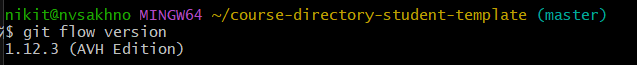 nikit@nvsakhno MINGW64 ~/course-directory-student-template (master)
$ git flow version
1.12.3 (AVH Edition)